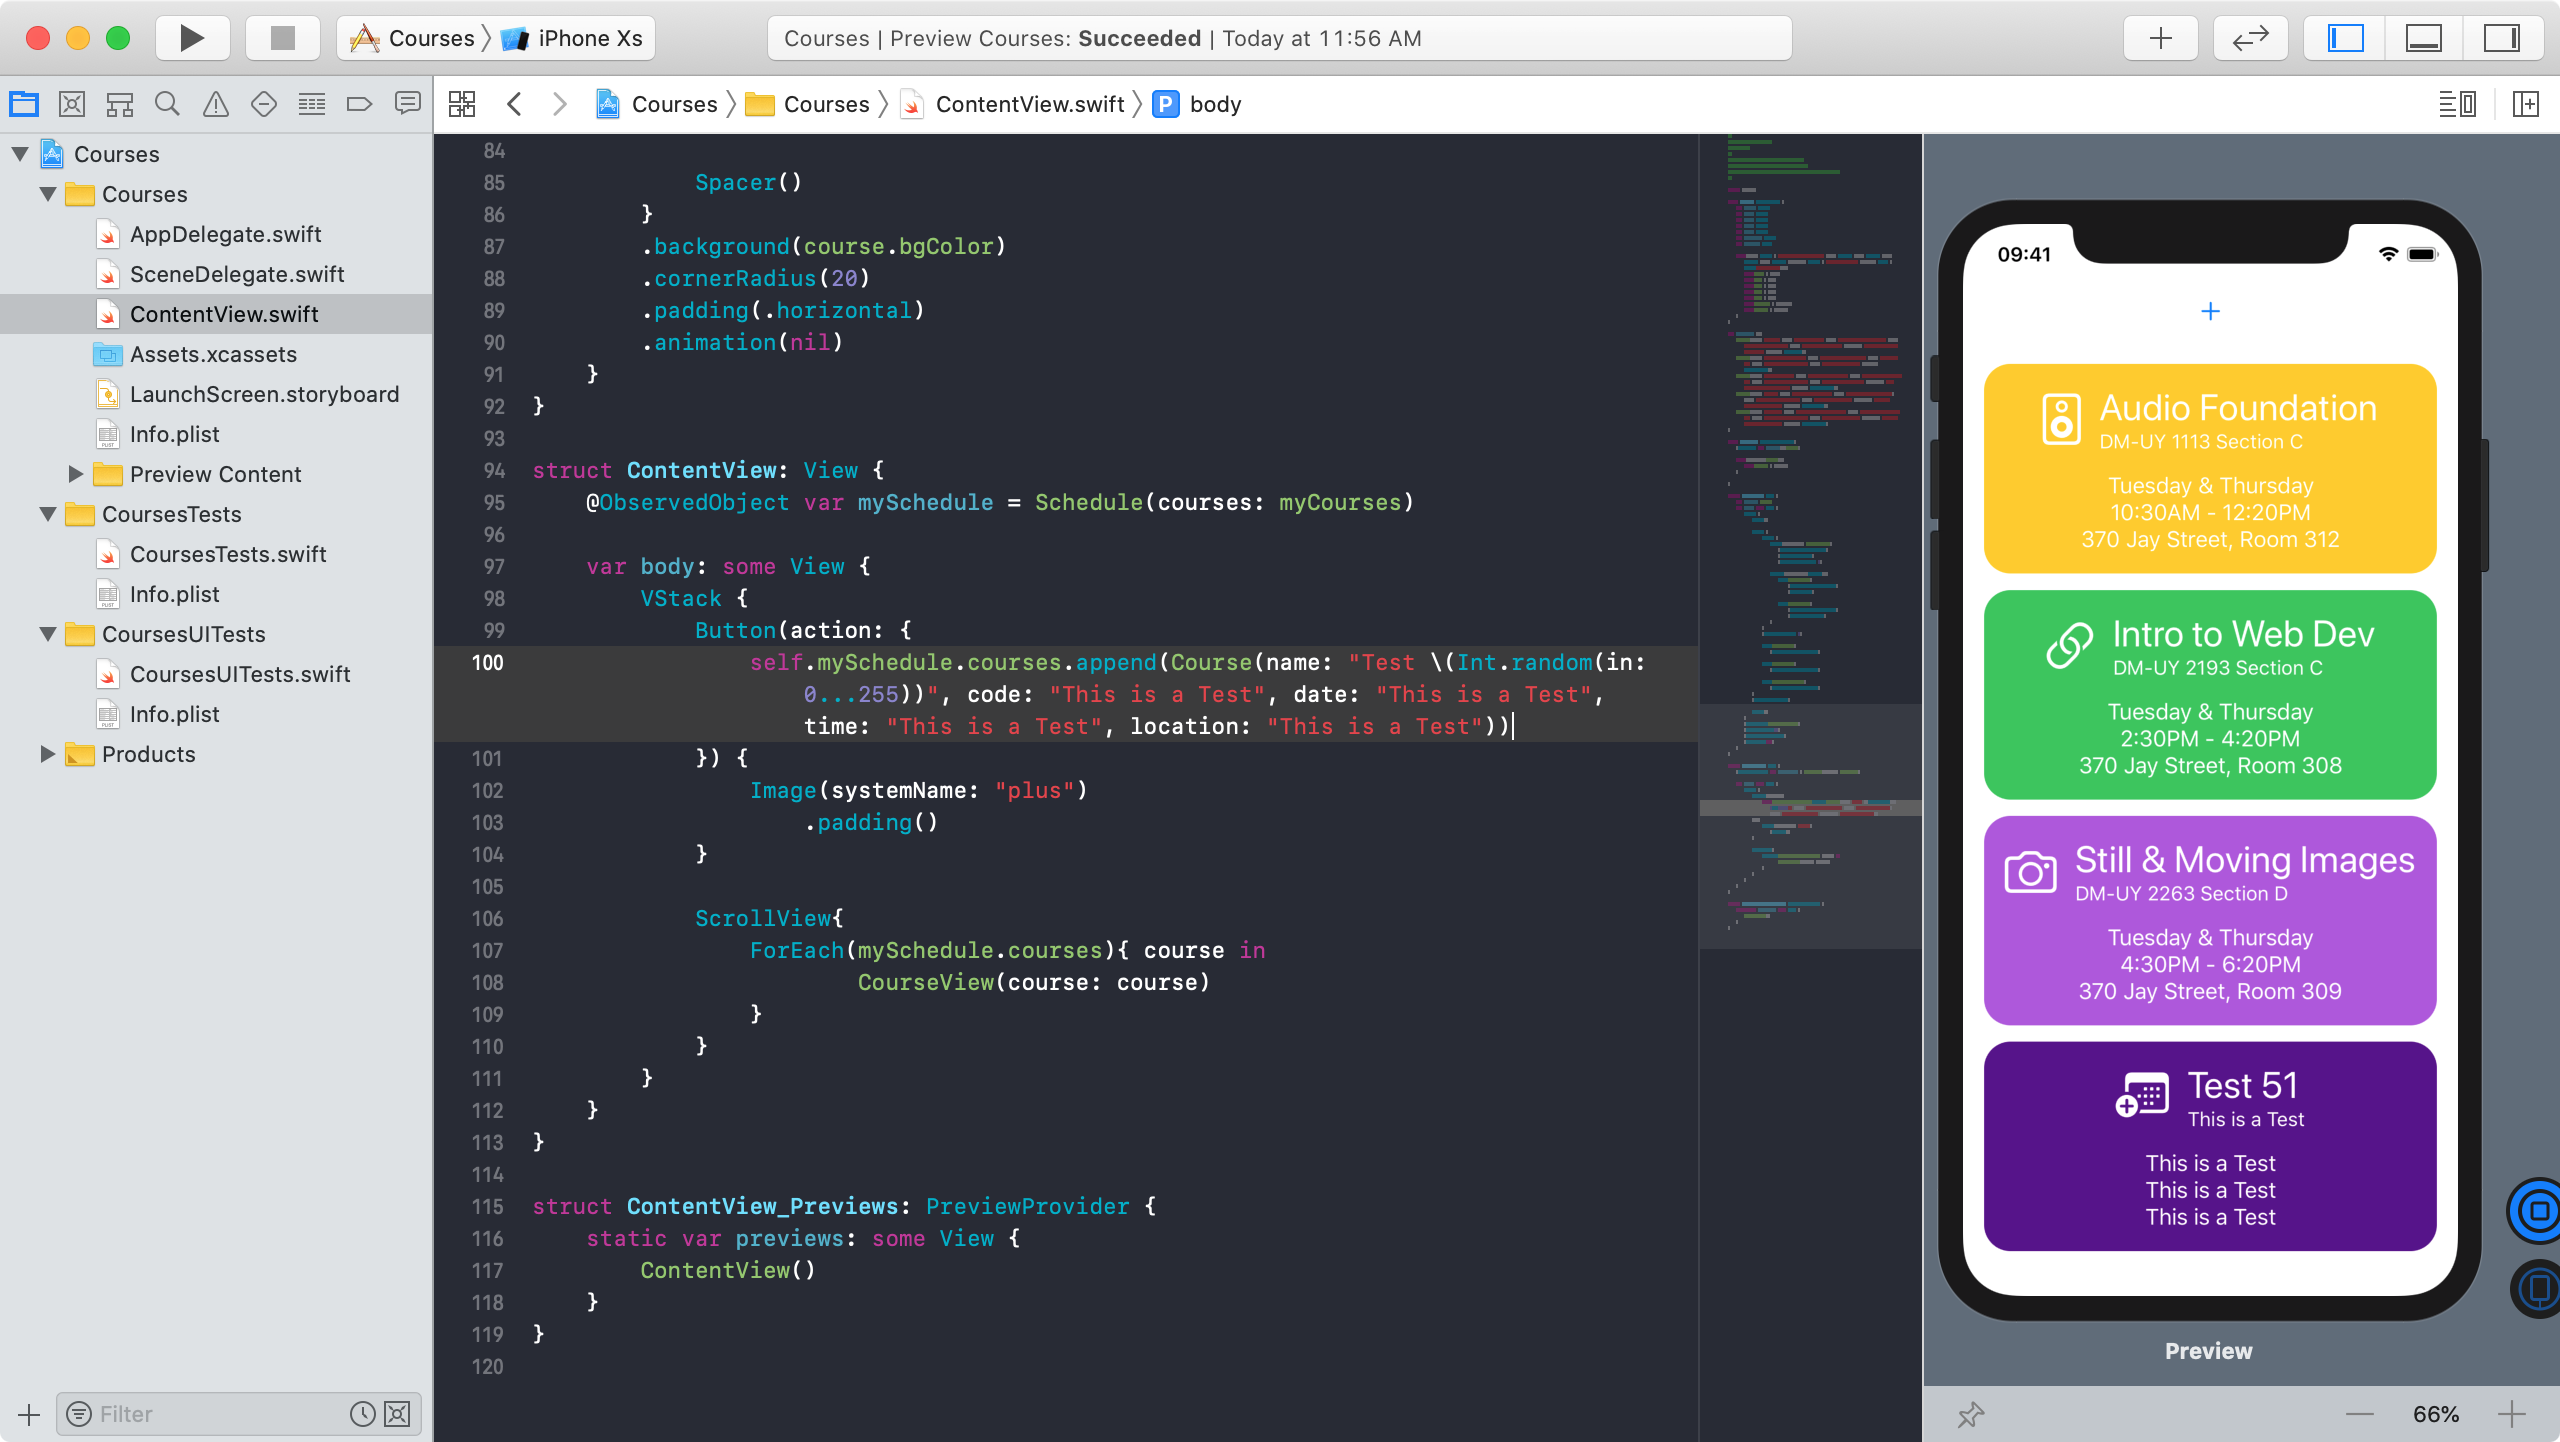 Courses
iPhone Xs
Courses | Preview Courses: Succeeded | Today at 11:56 AM
Courses
Courses
ContentView.swift
P
body
Courses
Courses
AppDelegate.swift
SceneDelegate.swift
ContentView.swift
Assets.xcassets
LaunchScreen.storyboard
Info.plist
Preview Content
CoursesTests
CoursesTests.swift
Info.plist
CoursesUITests
CoursesUITests.swift
Info.plist
Products
Filter
84
85 Spacer()
86 }
87 .background(course.bgColor)
88 .cornerRadius(20)
89 .padding(.horizontal)
90 .animation(nil)
91 }
92 }
93
94 struct ContentView: View {
95 @ObservedObject var mySchedule = Schedule(courses: myCourses)
96
97 var body: some View {
98 VStack {
99 Button(action: {
100 self.mySchedule.courses.append(Course(name: "Test \(Int.random(in:
0...255))", code: "This is a Test", date: "This is a Test",
time: "This is a Test", location: "This is a Test"))
101 }) {
102 Image(systemName: "plus")
103 .padding()
104 }
105
106 ScrollView{
107 ForEach(mySchedule.courses){ course in
108 CourseView(course: course)
109 }
110 }
111 }
112 }
113 }
114
115 struct ContentView_Previews: PreviewProvider {
116 static var previews: some View {
117 ContentView()
118 }
119 }
120
09:41
+
Audio Foundation
DM-UY 1113 Section C
Tuesday & Thursday
10:30AM - 12:20PM
370 Jay Street, Room 312
Intro to Web Dev
DM-UY 2193 Section C
Tuesday & Thursday
2:30PM - 4:20PM
370 Jay Street, Room 308
Still & Moving Images
DM-UY 2263 Section D
Tuesday & Thursday
4:30PM - 6:20PM
370 Jay Street, Room 309
Test 51
This is a Test
This is a Test
This is a Test
This is a Test
Preview
66%